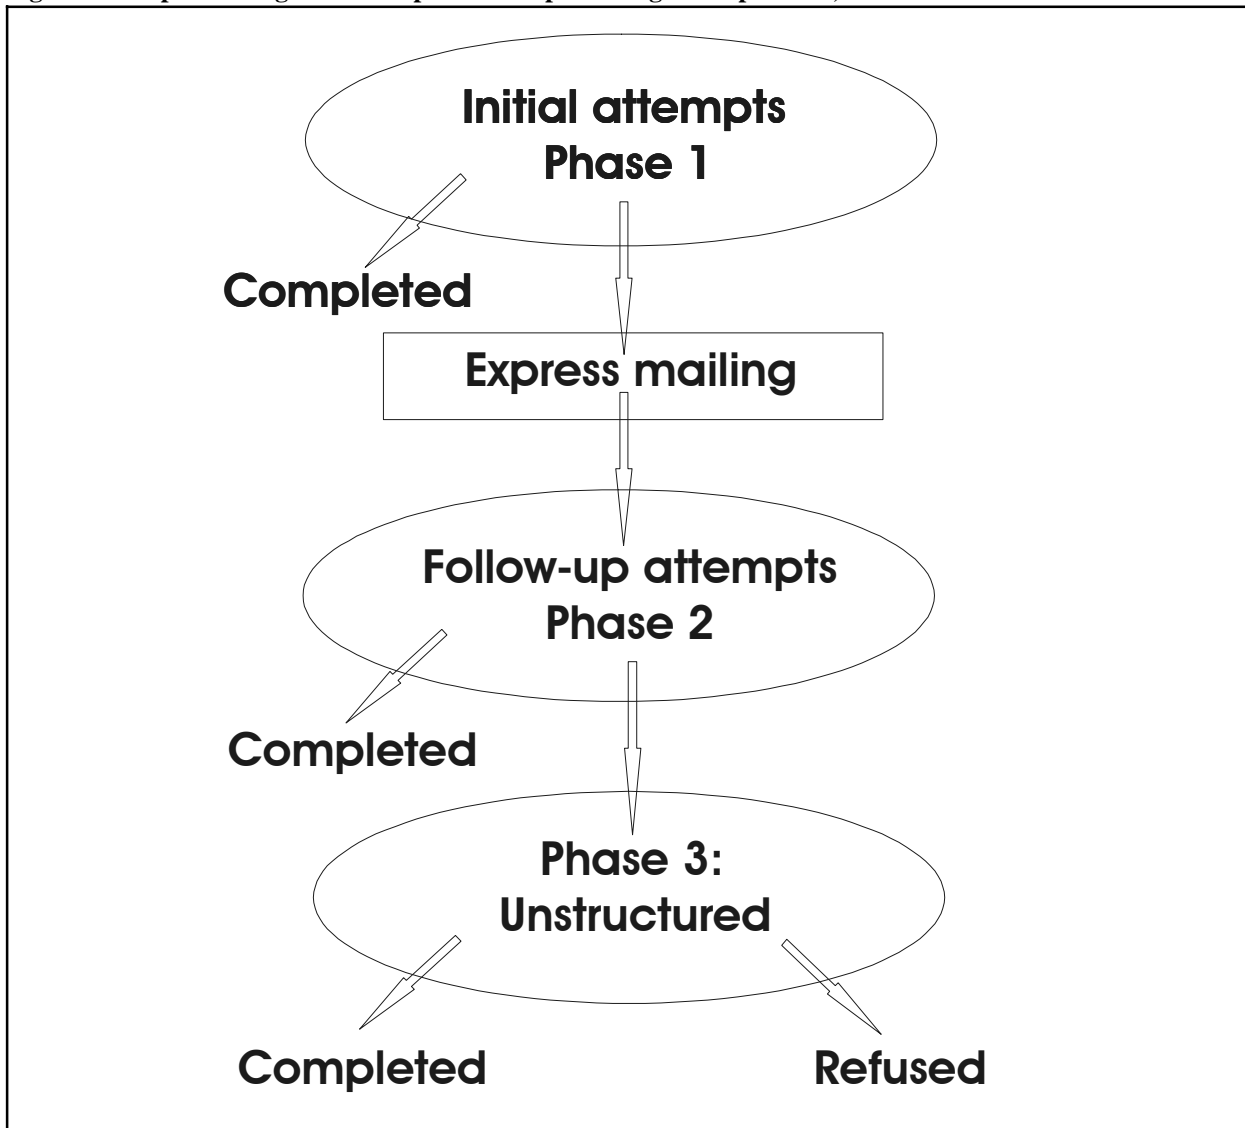 Initial attempts
Phase 1
Completed
Express mailing
Follow-up attempts
Phase 2
Completed
Phase 3:
Unstructured
Completed
Refused